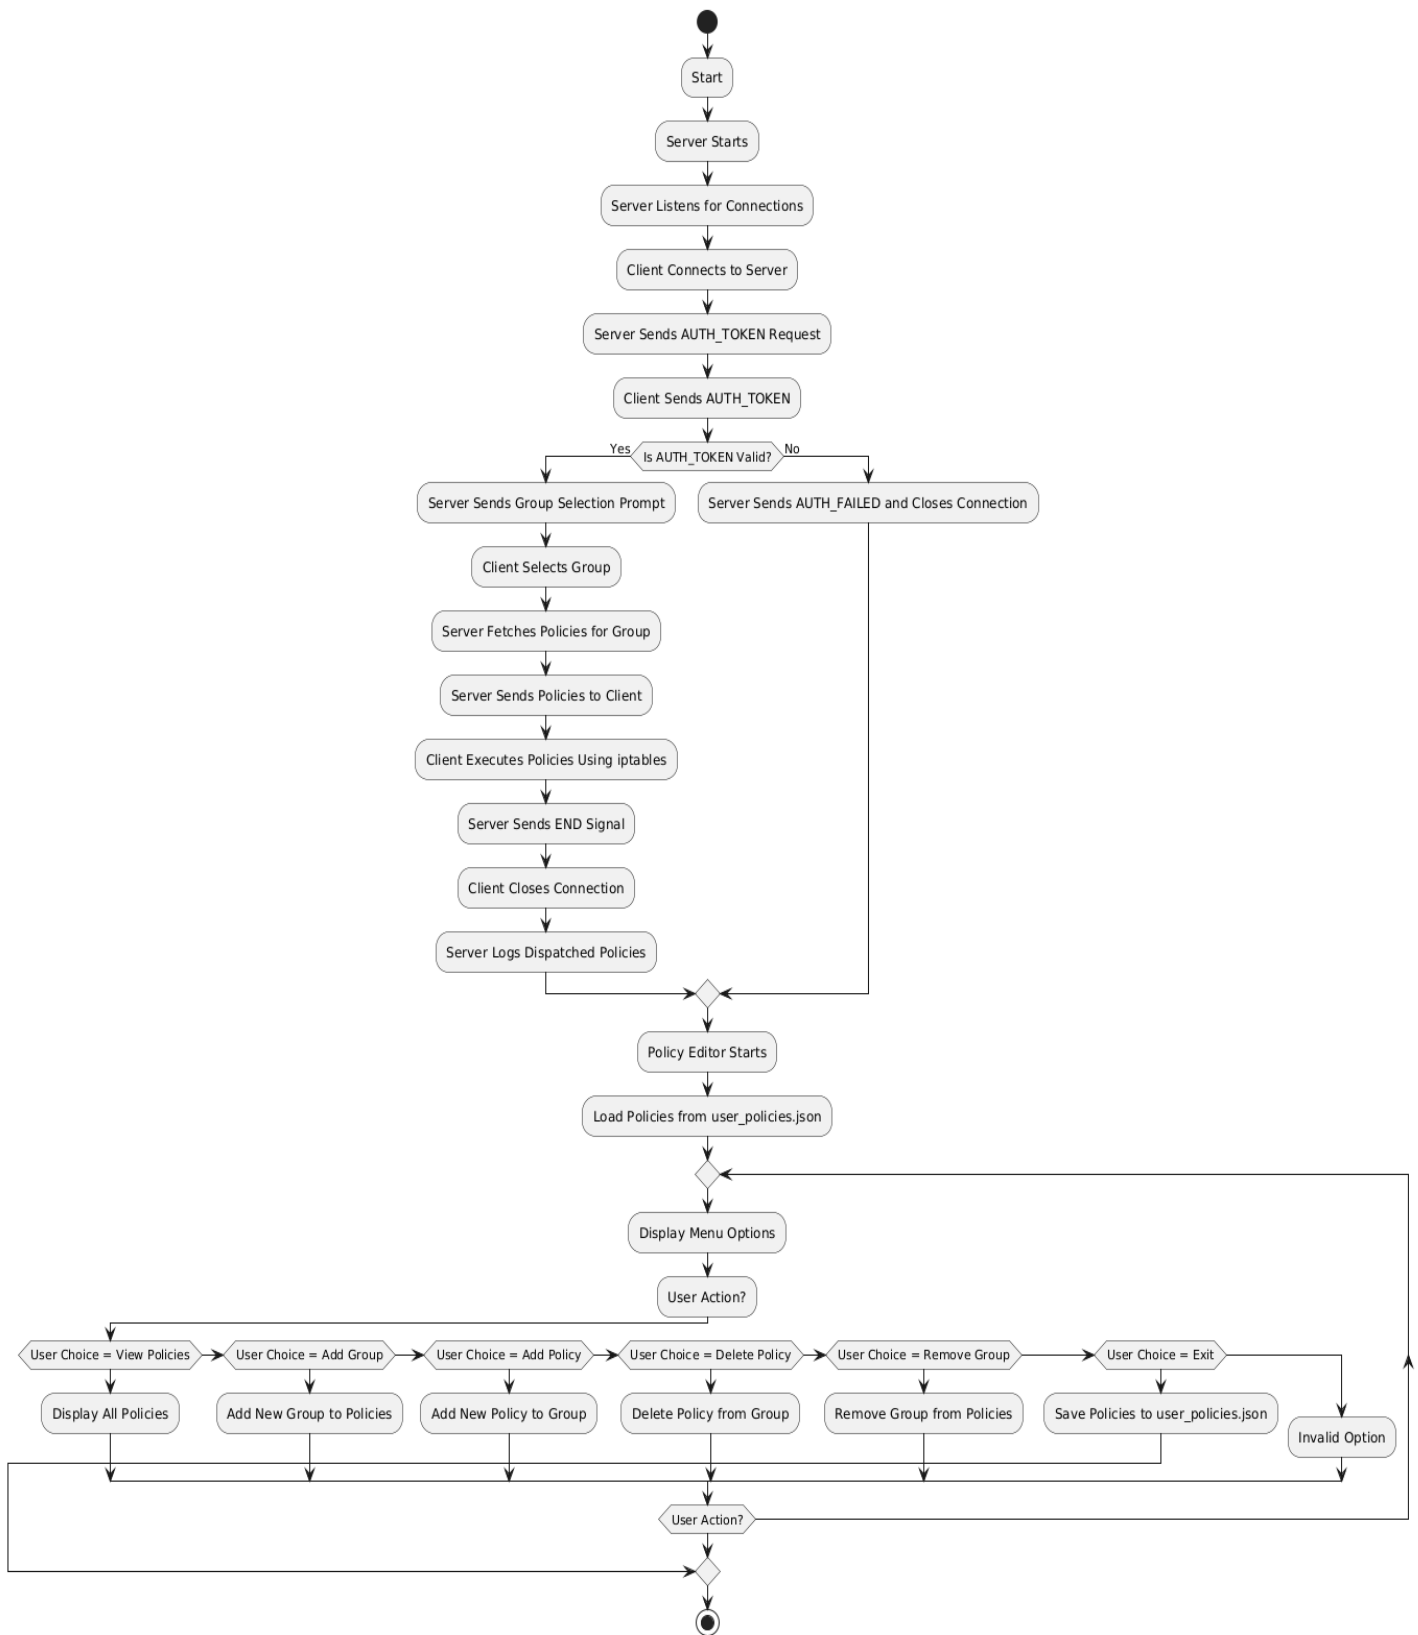 Start
Server Starts
Server Listens for Connections
Client Connects to Server
Server Sends AUTH_TOKEN Request
Client Sends AUTH_TOKEN
Yes
Is AUTH_TOKEN Valid?
No
Server Sends Group Selection Prompt
Server Sends AUTH_FAILED and Closes Connection
Client Selects Group
Server Fetches Policies for Group
Server Sends Policies to Client
Client Executes Policies Using iptables
Server Sends END Signal
Client Closes Connection
Server Logs Dispatched Policies
Policy Editor Starts
Load Policies from user_policies.json
Display Menu Options
User Action?
User Choice = View Policies
User Choice = Add Group
User Choice = Add Policy
User Choice = Delete Policy
User Choice = Remove Group
User Choice = Exit
Display All Policies
Add New Group to Policies
Add New Policy to Group
Delete Policy from Group
Remove Group from Policies
Save Policies to user_policies.json
Invalid Option
User Action?